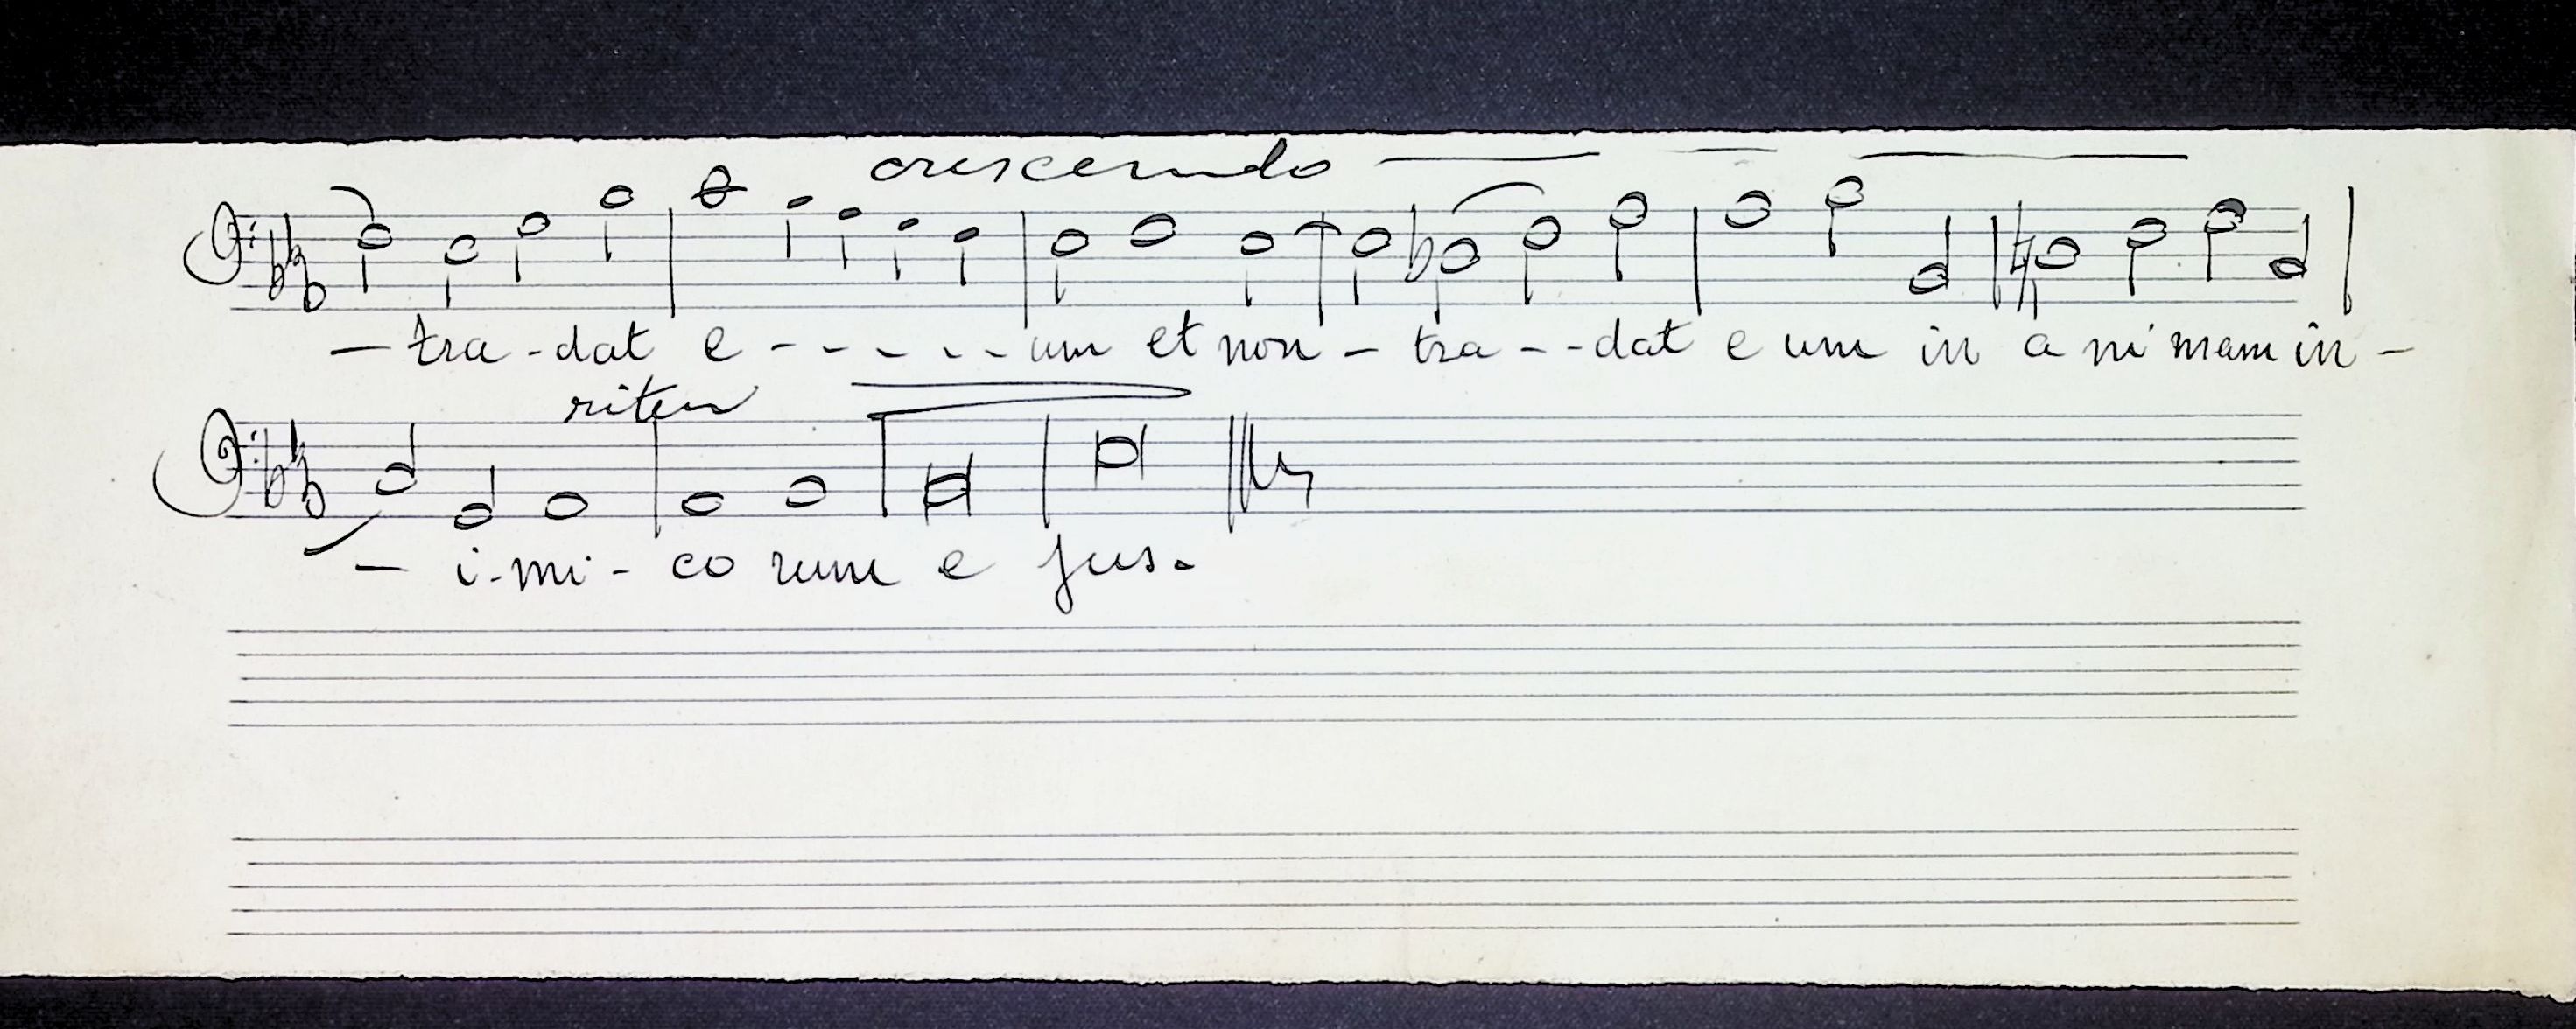 crescendo
– tra - dat e - - - - - - um et non – tra - - dat e um in a ni mam in –
riten
– i - mi - co rum e jus.